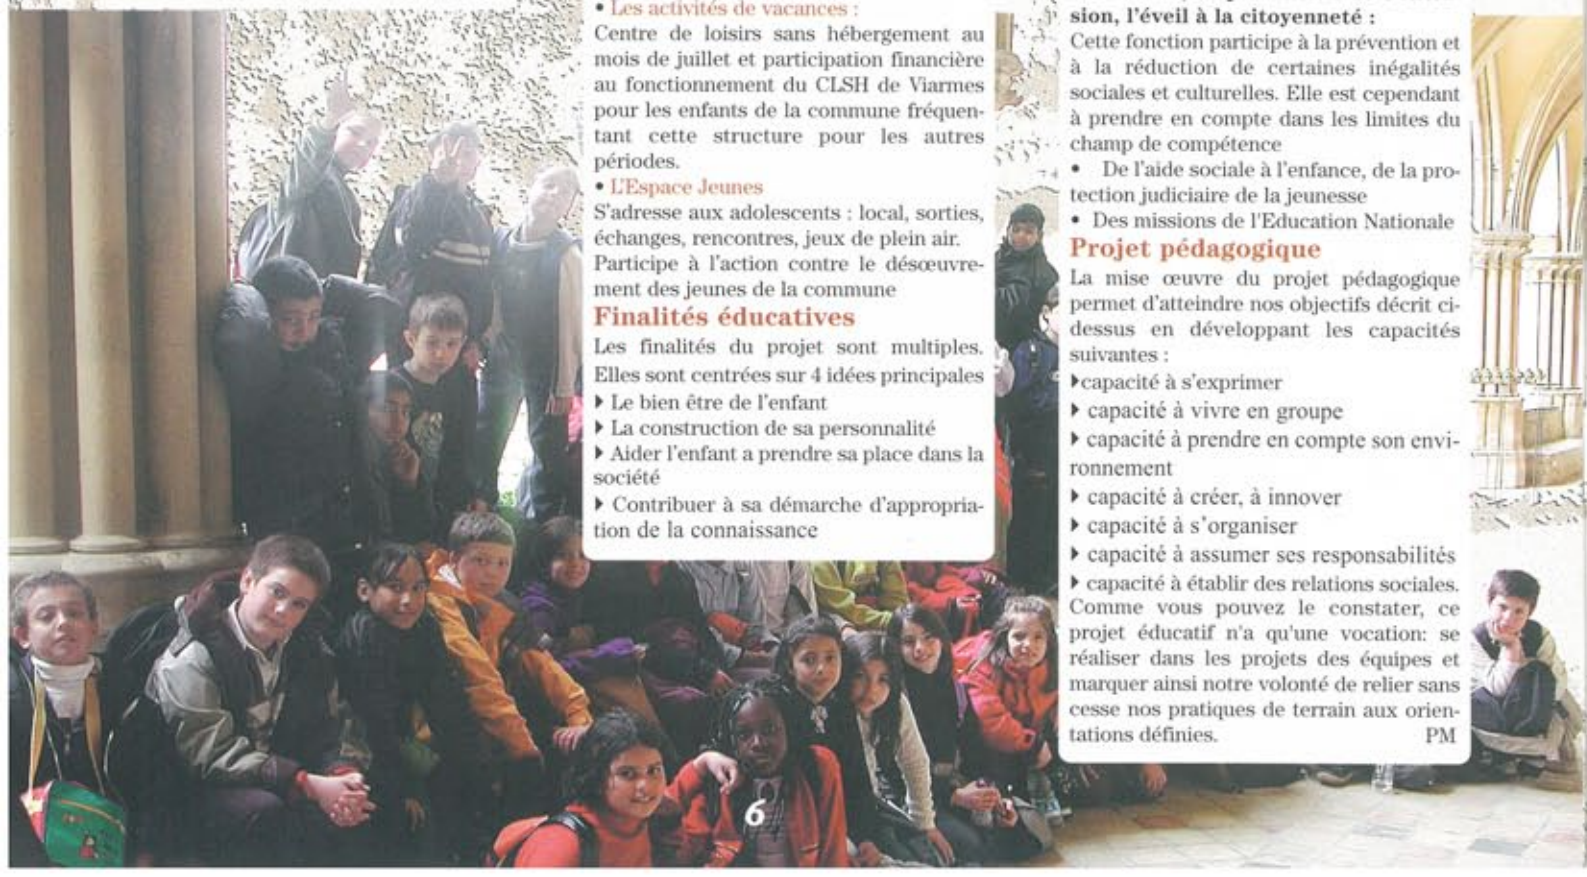 • Les activités de vacances :
Centre de loisirs sans hébergement au
mois de juillet et participation financière
au fonctionnement du CLSH de Viarmes
pour les enfants de la commune fréquen-
tant cette structure pour les autres
périodes.
• L'Espace Jeunes
S'adresse aux adolescents : local, sorties,
échanges, rencontres, jeux de plein air.
Participe à l'action contre le désœuvre-
ment des jeunes de la commune
Finalités éducatives
Les finalités du projet sont multiples.
Elles sont centrées sur 4 idées principales
▸ Le bien être de l'enfant
▸ La construction de sa personnalité
▸ Aider l'enfant a prendre sa place dans la
société
▸ Contribuer à sa démarche d'appropria-
tion de la connaissance
sion, l'éveil à la citoyenneté :
Cette fonction participe à la prévention et
à la réduction de certaines inégalités
sociales et culturelles. Elle est cependant
à prendre en compte dans les limites du
champ de compétence
• De l'aide sociale à l'enfance, de la pro-
tection judiciaire de la jeunesse
• Des missions de l'Education Nationale
Projet pédagogique
La mise œuvre du projet pédagogique
permet d'atteindre nos objectifs décrit ci-
dessus en développant les capacités
suivantes :
▸capacité à s'exprimer
▸ capacité à vivre en groupe
▸ capacité à prendre en compte son envi-
ronnement
▸ capacité à créer, à innover
▸ capacité à s'organiser
▸ capacité à assumer ses responsabilités
▸ capacité à établir des relations sociales.
Comme vous pouvez le constater, ce
projet éducatif n'a qu'une vocation: se
réaliser dans les projets des équipes et
marquer ainsi notre volonté de relier sans
cesse nos pratiques de terrain aux orien-
tations définies. PM
6